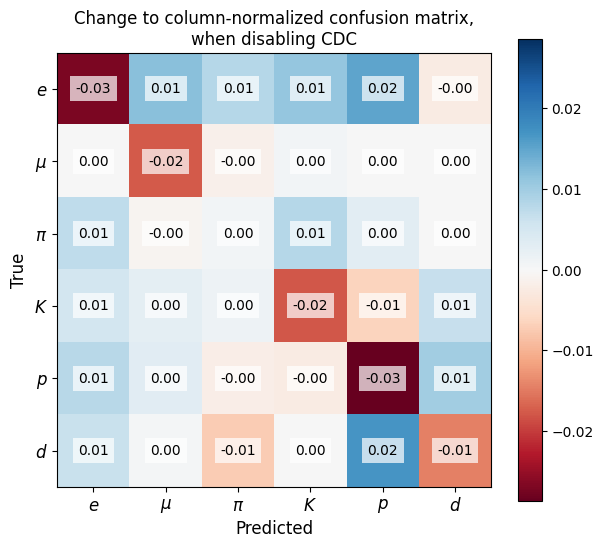 Change to column-normalized confusion matrix,
when disabling CDC
e -0.03 0.01 0.01 0.01 0.02 -0.00
μ 0.00 -0.02 -0.00 0.00 0.00 0.00
π 0.01 -0.00 0.00 0.01 0.00 0.00
K 0.01 0.00 0.00 -0.02 -0.01 0.01
p 0.01 0.00 -0.00 -0.00 -0.03 0.01
d 0.01 0.00 -0.01 0.00 0.02 -0.01
e μ π K p d
True
Predicted
0.02
0.01
0.00
−0.01
−0.02